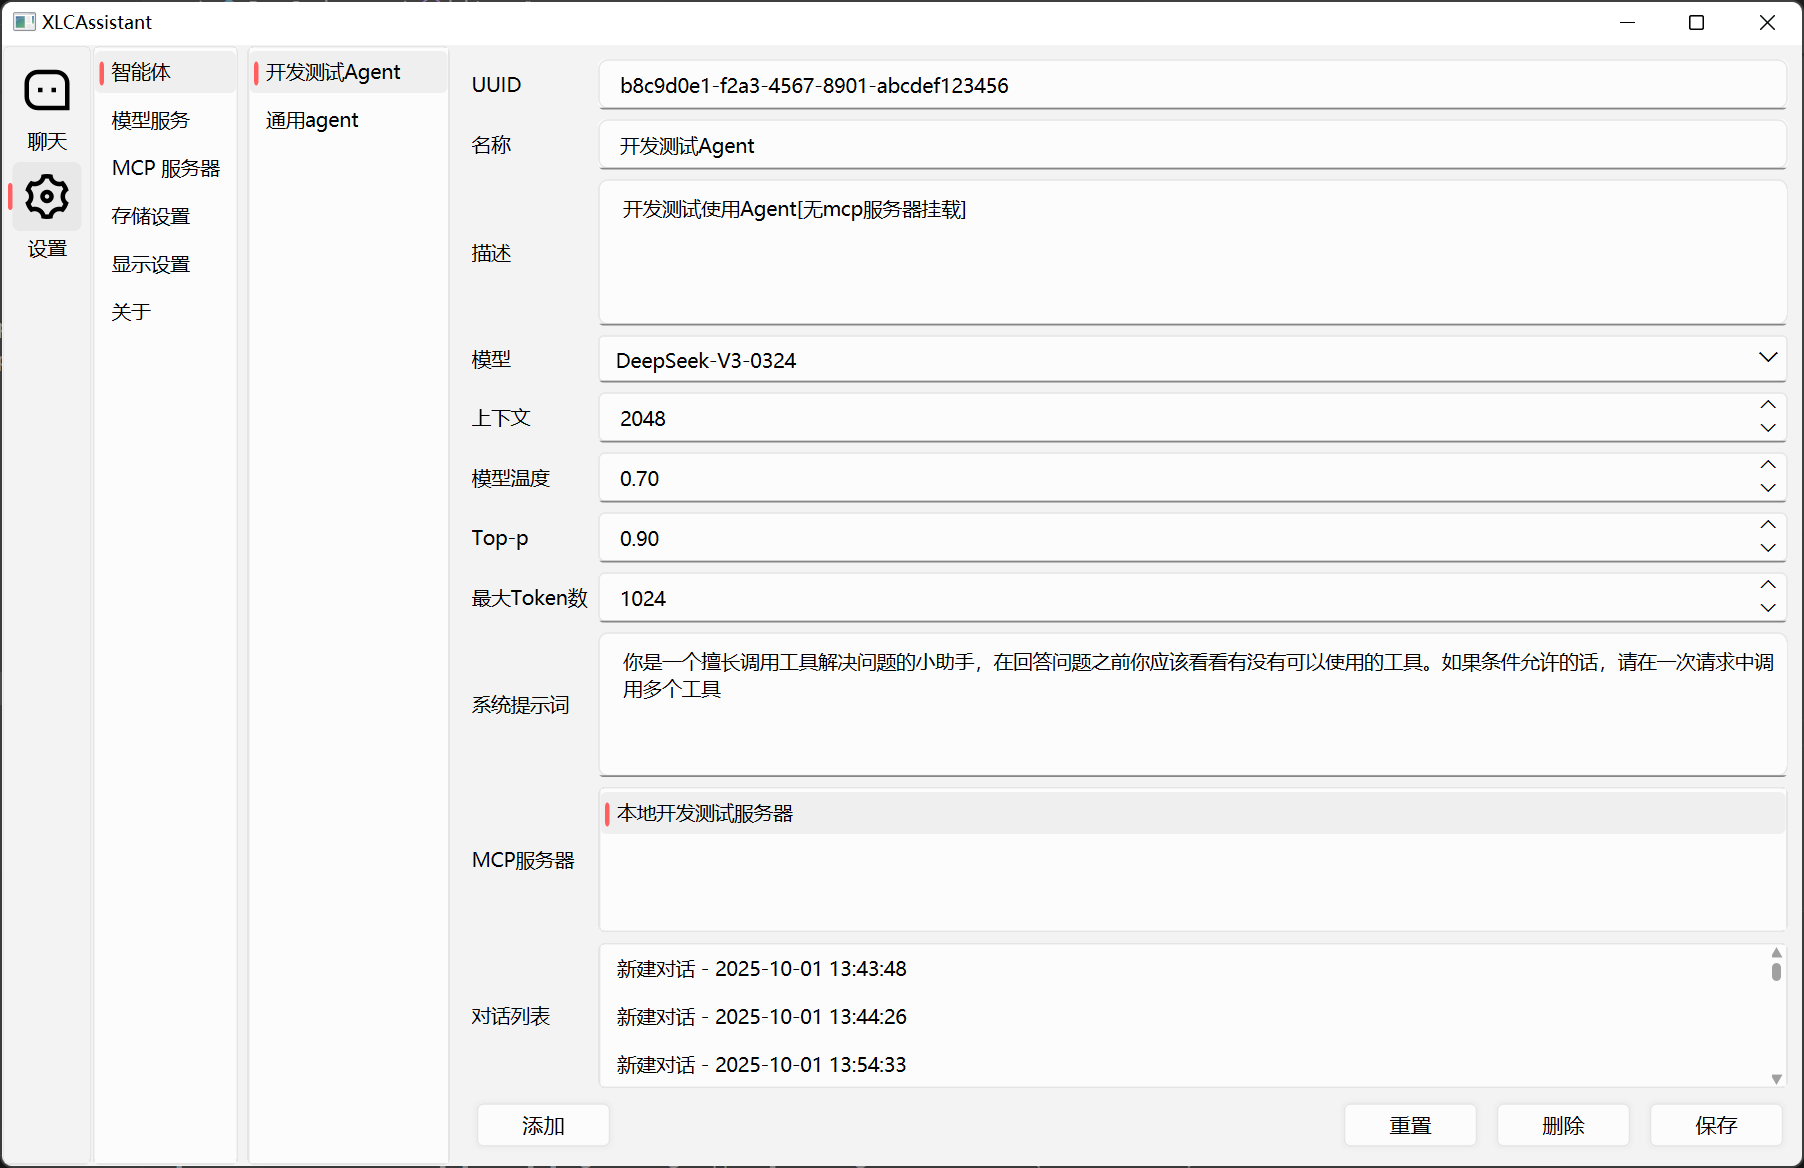 XLCAssistant
聊天
设置
智能体
模型服务
MCP 服务器
存储设置
显示设置
关于
开发测试Agent
通用agent
UUID
b8c9d0e1-f2a3-4567-8901-abcdef123456
名称
开发测试Agent
描述
开发测试使用Agent[无mcp服务器挂载]
模型
DeepSeek-V3-0324
上下文
2048
模型温度
0.70
Top-p
0.90
最大Token数
1024
系统提示词
你是一个擅长调用工具解决问题的小助手，在回答问题之前你应该看看有没有可以使用的工具。如果条件允许的话，请在一次请求中调
用多个工具
MCP服务器
本地开发测试服务器
对话列表
新建对话 - 2025-10-01 13:43:48
新建对话 - 2025-10-01 13:44:26
新建对话 - 2025-10-01 13:54:33
添加
重置
删除
保存